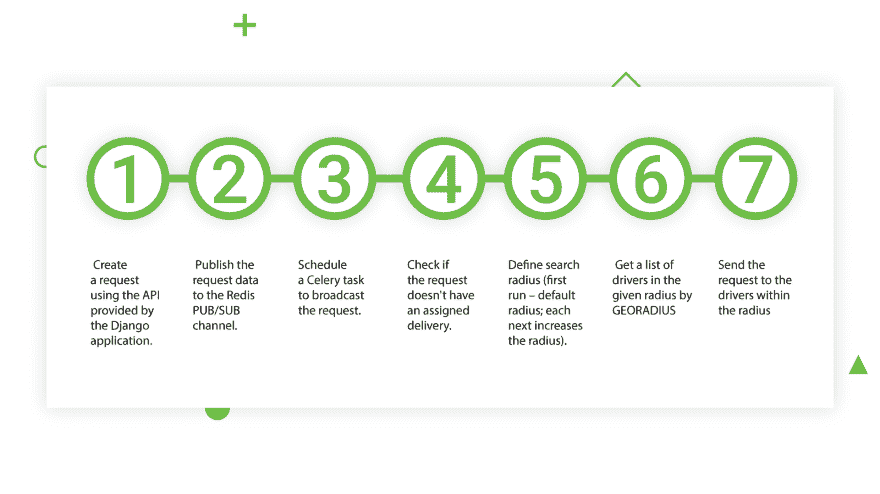 1
2
3
4
5
6
7
Create
a request
using the API
provided by
the Django
application.
Publish the
request data
to the Redis
PUB/SUB
channel.
Schedule
a Celery task
to broadcast
the request.
Check if
the request
doesn't have
an assigned
delivery.
Define search
radius (first
run – default
radius; each
next increases
the radius).
Get a list of
drivers in the
given radius by
GEORADIUS
Send the
request to the
drivers within
the radius